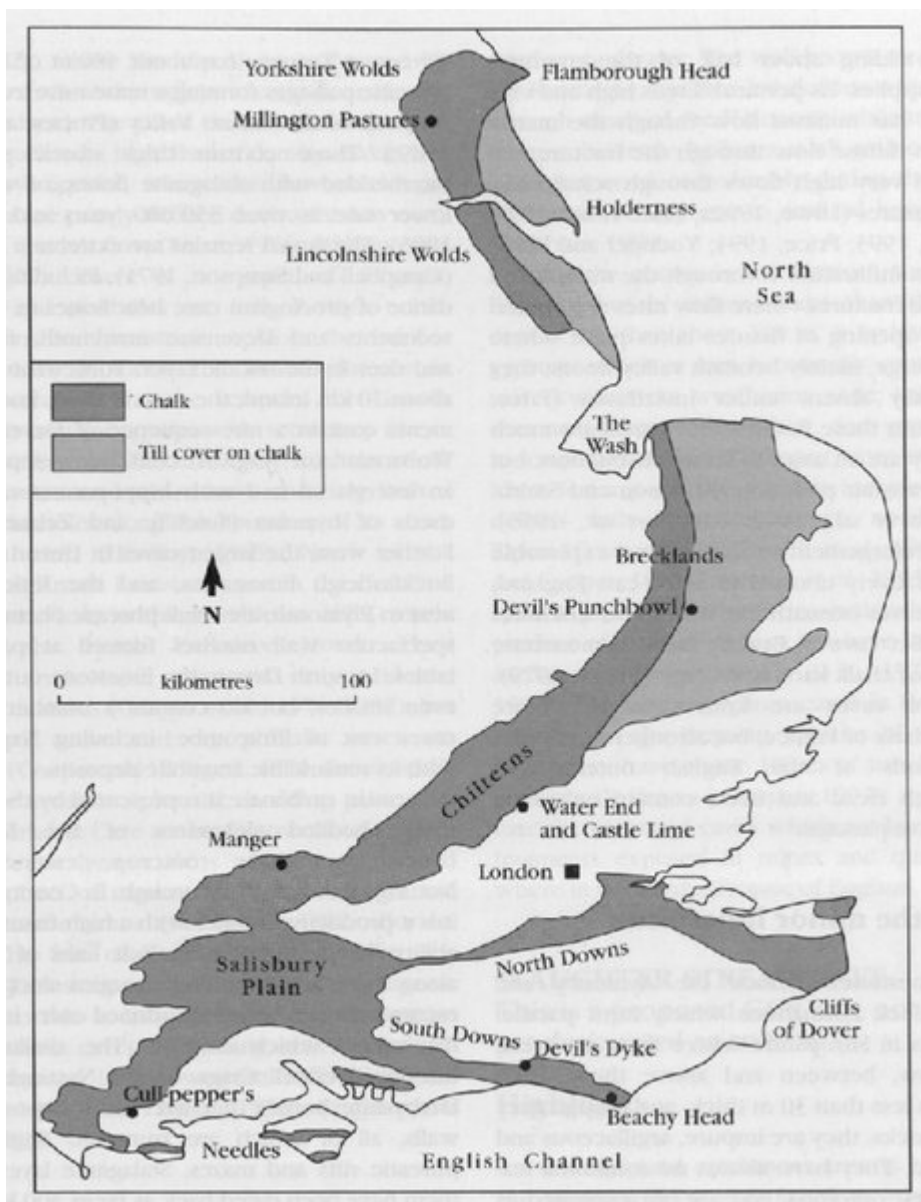 Yorkshire Wolds
Flamborough Head
Millington Pastures
Holderness
Lincolnshire Wolds
North
Sea
Chalk
Till cover on chalk
The
Wash
Brecklands
Devil's Punchbowl
N
0 kilometres 100
Chilterns
Water End
and Castle Lime
Manger
London
Salisbury
Plain
North Downs
Cliffs
of Dover
South Downs
Devil's Dyke
Cull-pepper's
Beachy Head
Needles
English Channel